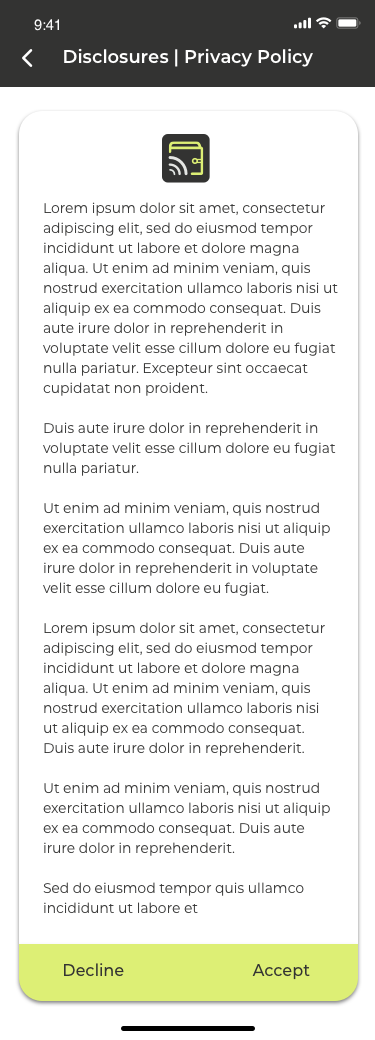 9:41
Disclosures | Privacy Policy
Lorem ipsum dolor sit amet, consectetur
adipiscing elit, sed do eiusmod tempor
incididunt ut labore et dolore magna
aliqua. Ut enim ad minim veniam, quis
nostrud exercitation ullamco laboris nisi ut
aliquip ex ea commodo consequat. Duis
aute irure dolor in reprehenderit in
voluptate velit esse cillum dolore eu fugiat
nulla pariatur. Excepteur sint occaecat
cupidatat non proident.
Duis aute irure dolor in reprehenderit in
voluptate velit esse cillum dolore eu fugiat
nulla pariatur.
Ut enim ad minim veniam, quis nostrud
exercitation ullamco laboris nisi ut aliquip
ex ea commodo consequat. Duis aute
irure dolor in reprehenderit in voluptate
velit esse cillum dolore eu fugiat.
Lorem ipsum dolor sit amet, consectetur
adipiscing elit, sed do eiusmod tempor
incididunt ut labore et dolore magna
aliqua. Ut enim ad minim veniam, quis
nostrud exercitation ullamco laboris nisi
ut aliquip ex ea commodo consequat.
Duis aute irure dolor in reprehenderit.
Ut enim ad minim veniam, quis nostrud
exercitation ullamco laboris nisi ut aliquip
ex ea commodo consequat. Duis aute
irure dolor in reprehenderit.
Sed do eiusmod tempor quis ullamco
incididunt ut labore et
Decline Accept